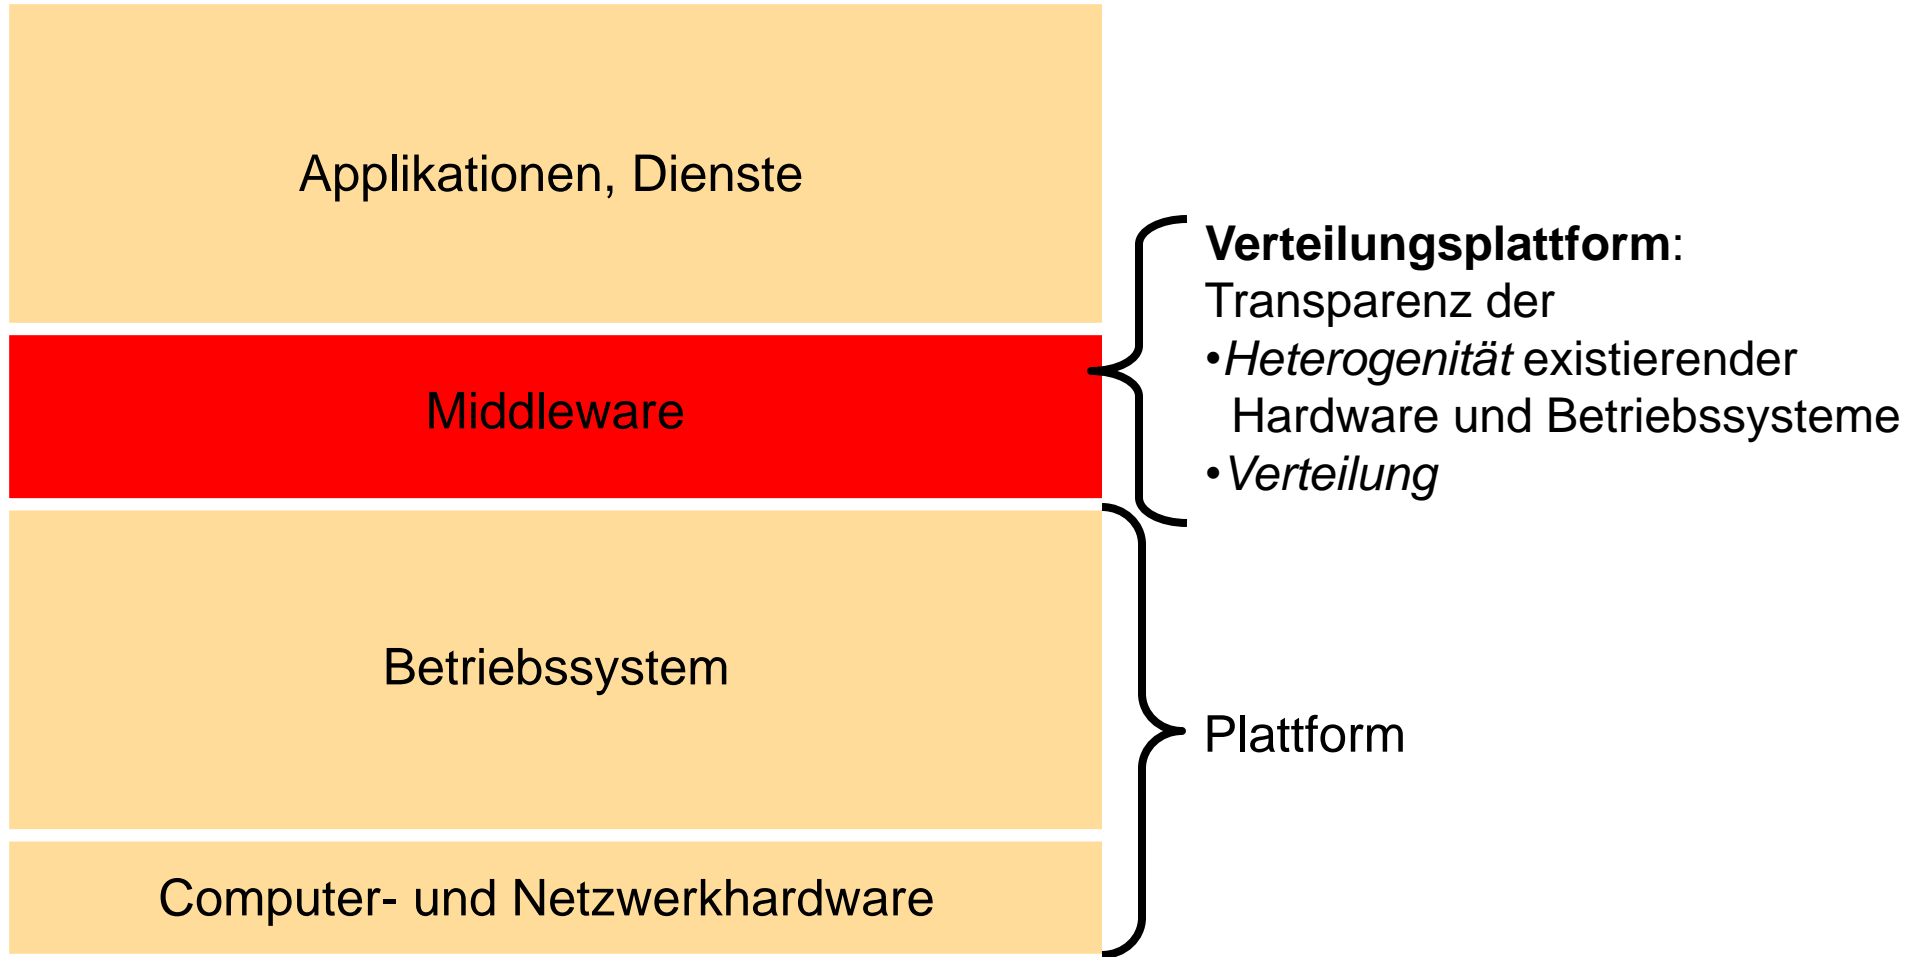 Applikationen, Dienste
Middleware
Betriebssystem
Computer- und Netzwerkhardware
Verteilungsplattform:
Transparenz der
•Heterogenität existierender
Hardware und Betriebssysteme
•Verteilung
Plattform